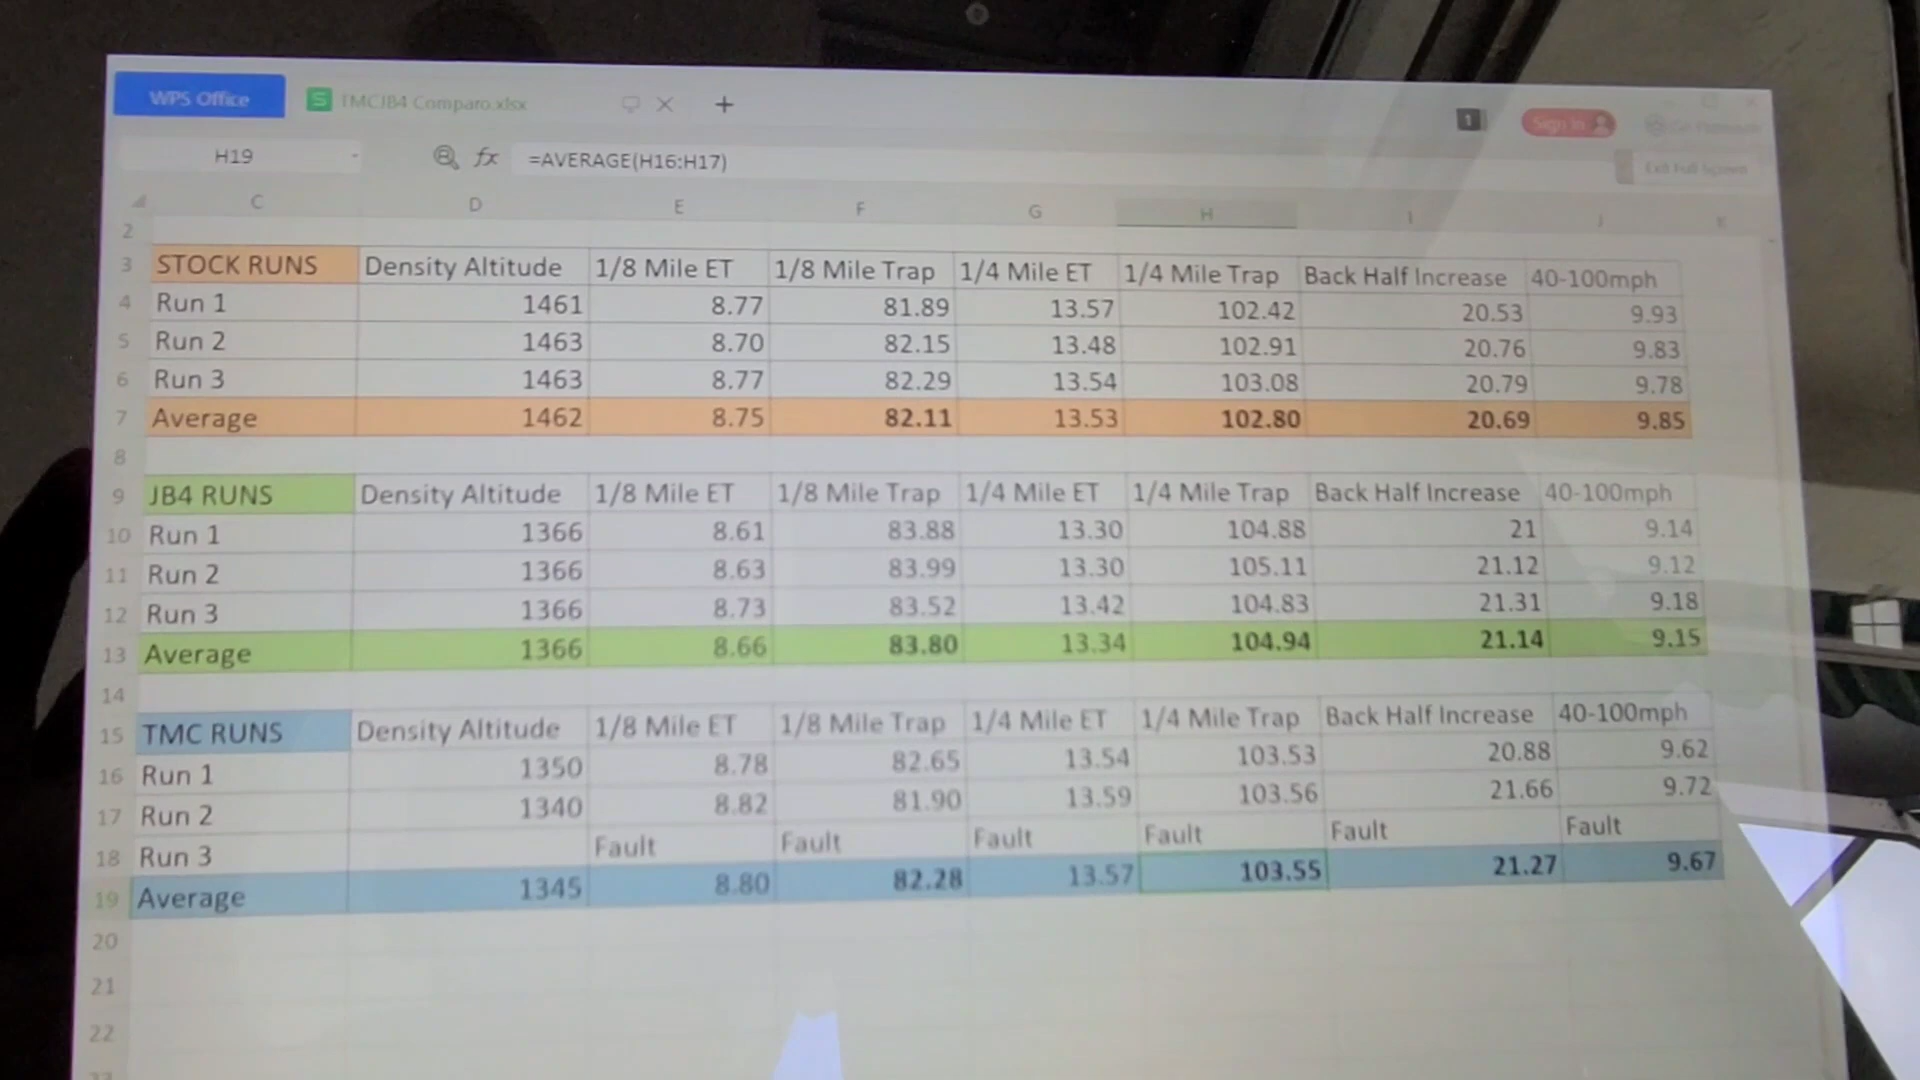 WPS Office TMCJB4 Comparo.xlsx 1 Sign in
H19 fx =AVERAGE(H16:H17) Exit Full Screen
C D E F G H I J K
2
3 STOCK RUNS Density Altitude 1/8 Mile ET 1/8 Mile Trap 1/4 Mile ET 1/4 Mile Trap Back Half Increase 40-100mph
4 Run 1 1461 8.77 81.89 13.57 102.42 20.53 9.93
5 Run 2 1463 8.70 82.15 13.48 102.91 20.76 9.83
6 Run 3 1463 8.77 82.29 13.54 103.08 20.79 9.78
7 Average 1462 8.75 82.11 13.53 102.80 20.69 9.85
8
9 JB4 RUNS Density Altitude 1/8 Mile ET 1/8 Mile Trap 1/4 Mile ET 1/4 Mile Trap Back Half Increase 40-100mph
10 Run 1 1366 8.61 83.88 13.30 104.88 21 9.14
11 Run 2 1366 8.63 83.99 13.30 105.11 21.12 9.12
12 Run 3 1366 8.73 83.52 13.42 104.83 21.31 9.18
13 Average 1366 8.66 83.80 13.34 104.94 21.14 9.15
14
15 TMC RUNS Density Altitude 1/8 Mile ET 1/8 Mile Trap 1/4 Mile ET 1/4 Mile Trap Back Half Increase 40-100mph
16 Run 1 1350 8.78 82.65 13.54 103.53 20.88 9.62
17 Run 2 1340 8.82 81.90 13.59 103.56 21.66 9.72
18 Run 3 Fault Fault Fault Fault Fault Fault
19 Average 1345 8.80 82.28 13.57 103.55 21.27 9.67
20
21
22